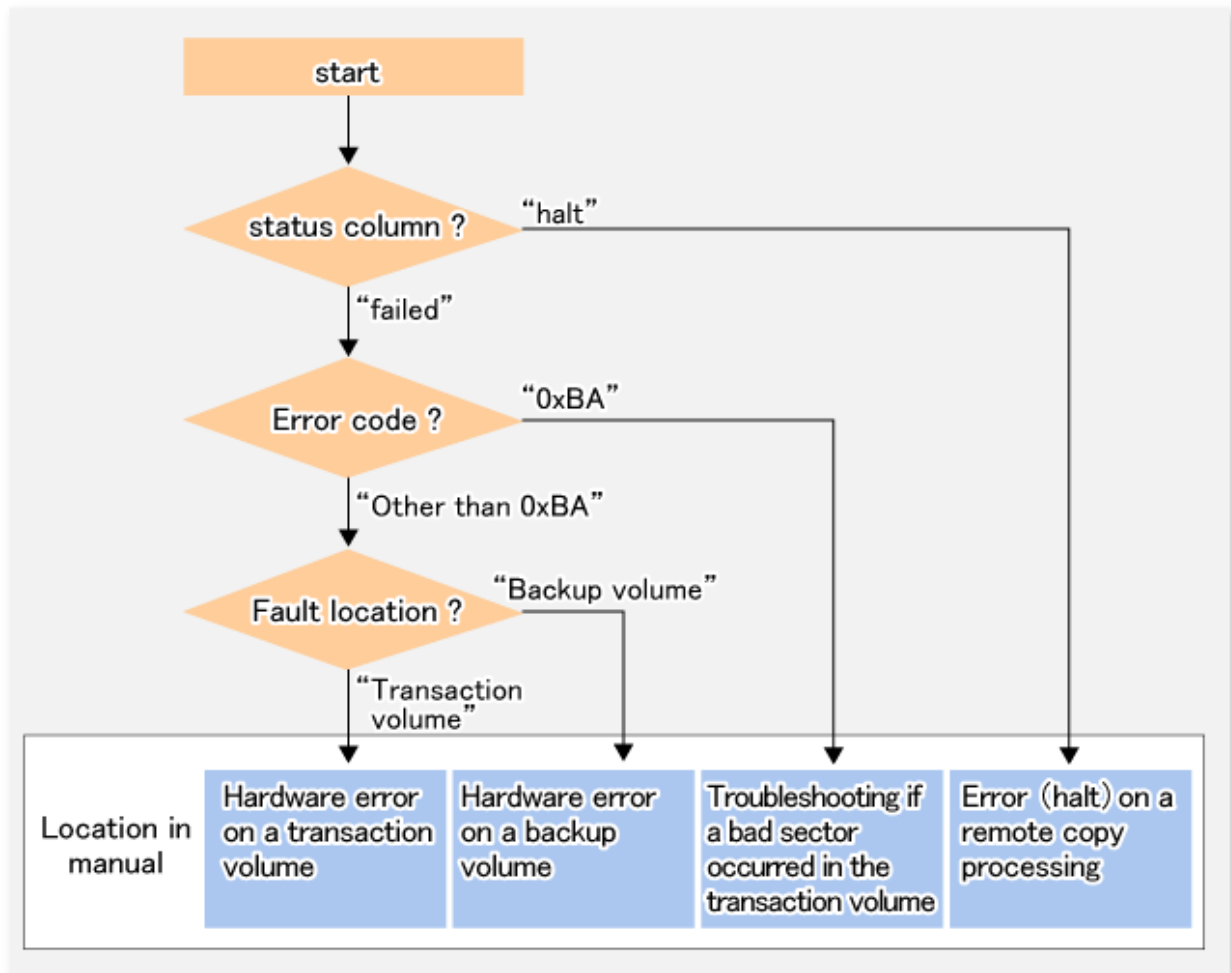 start
status column ?
“halt”
“failed”
Error code ?
“0xBA”
“Other than 0xBA”
Fault location ?
“Backup volume”
“Transaction
volume”
Location in
manual
Hardware error
on a transaction
volume
Hardware error
on a backup
volume
Troubleshooting if
a bad sector
occurred in the
transaction volume
Error (halt) on a
remote copy
processing